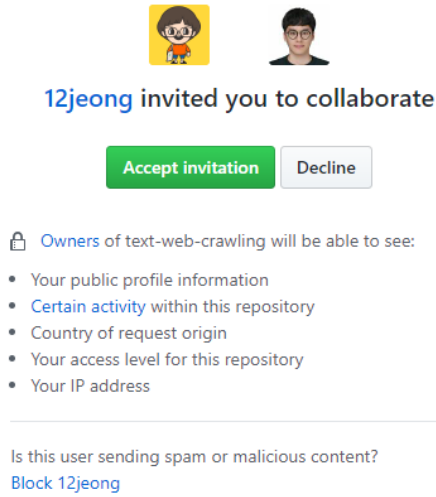 12jeong invited you to collaborate
Accept invitation
Decline
Owners of text-web-crawling will be able to see:
• Your public profile information
• Certain activity within this repository
• Country of request origin
• Your access level for this repository
• Your IP address
Is this user sending spam or malicious content?
Block 12jeong